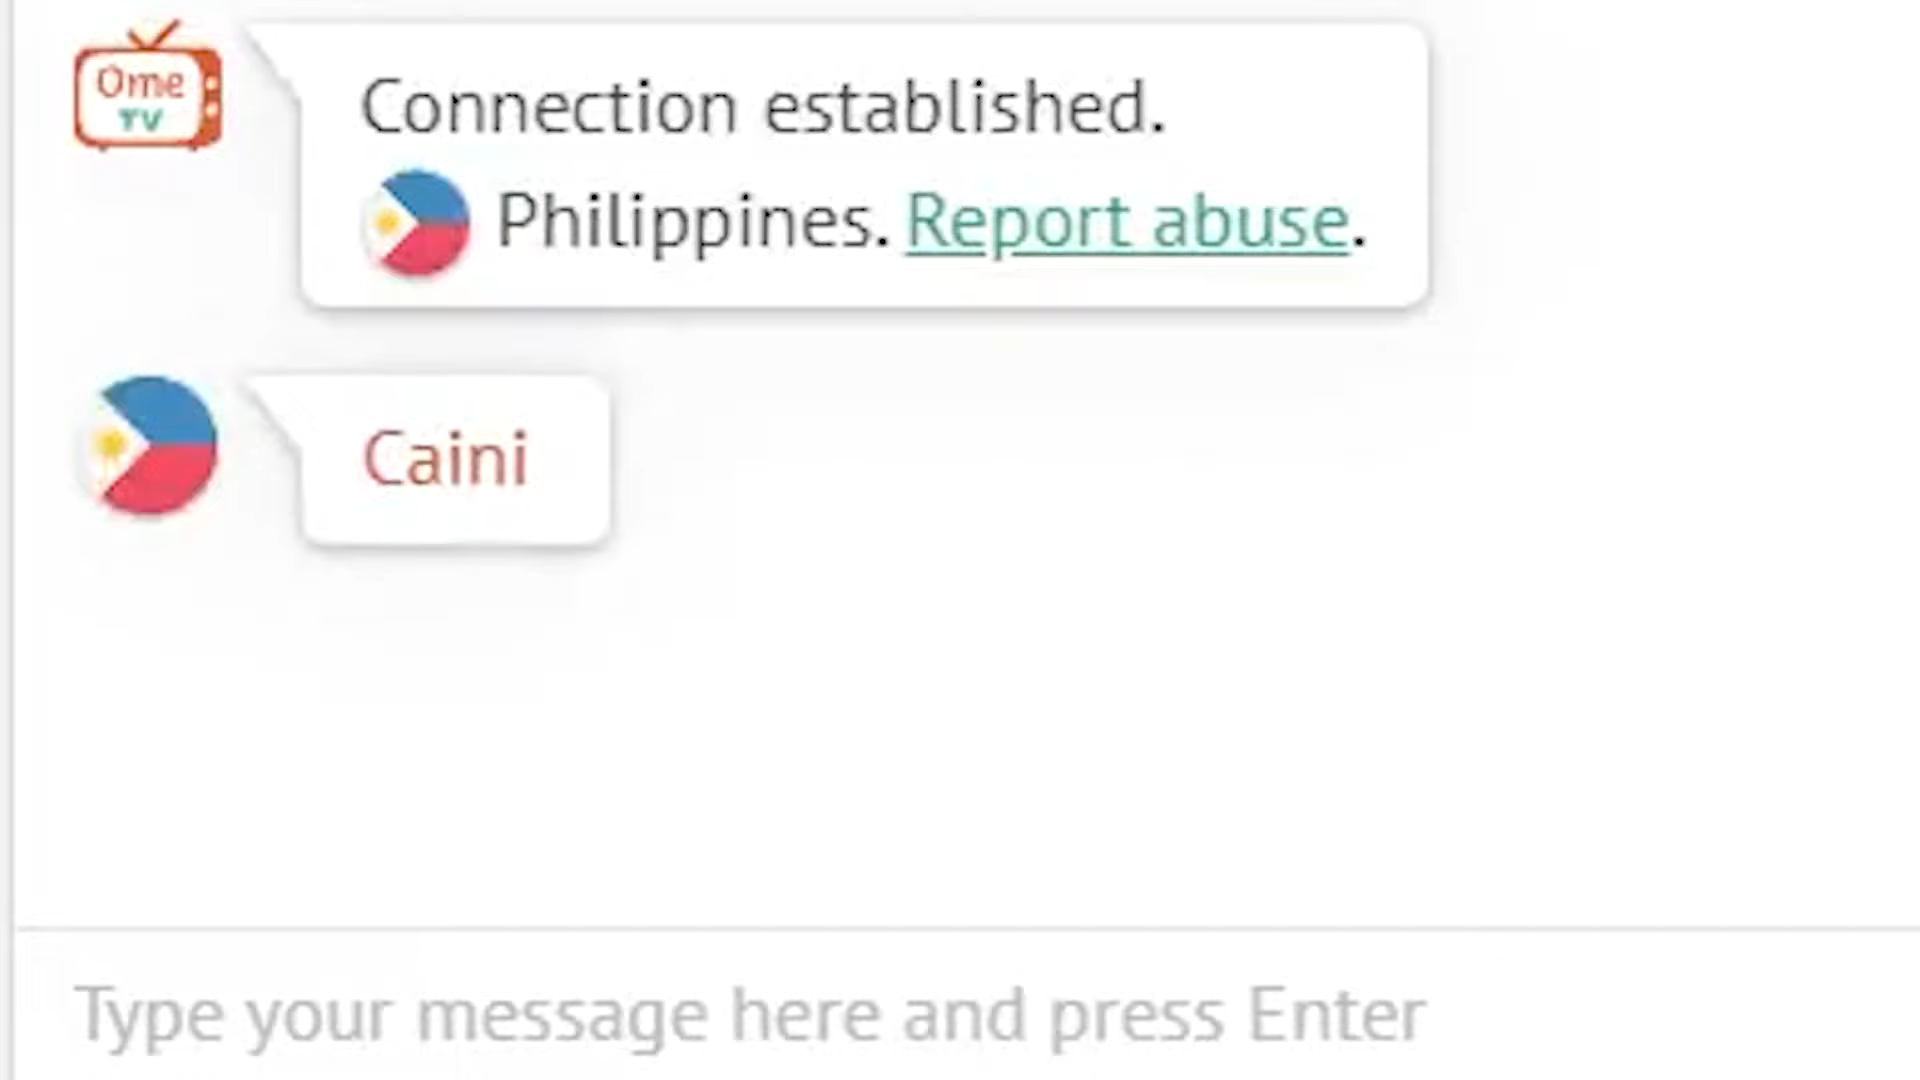 Ome
TV
Connection established.
Philippines. Report abuse.
Caini
Type your message here and press Enter